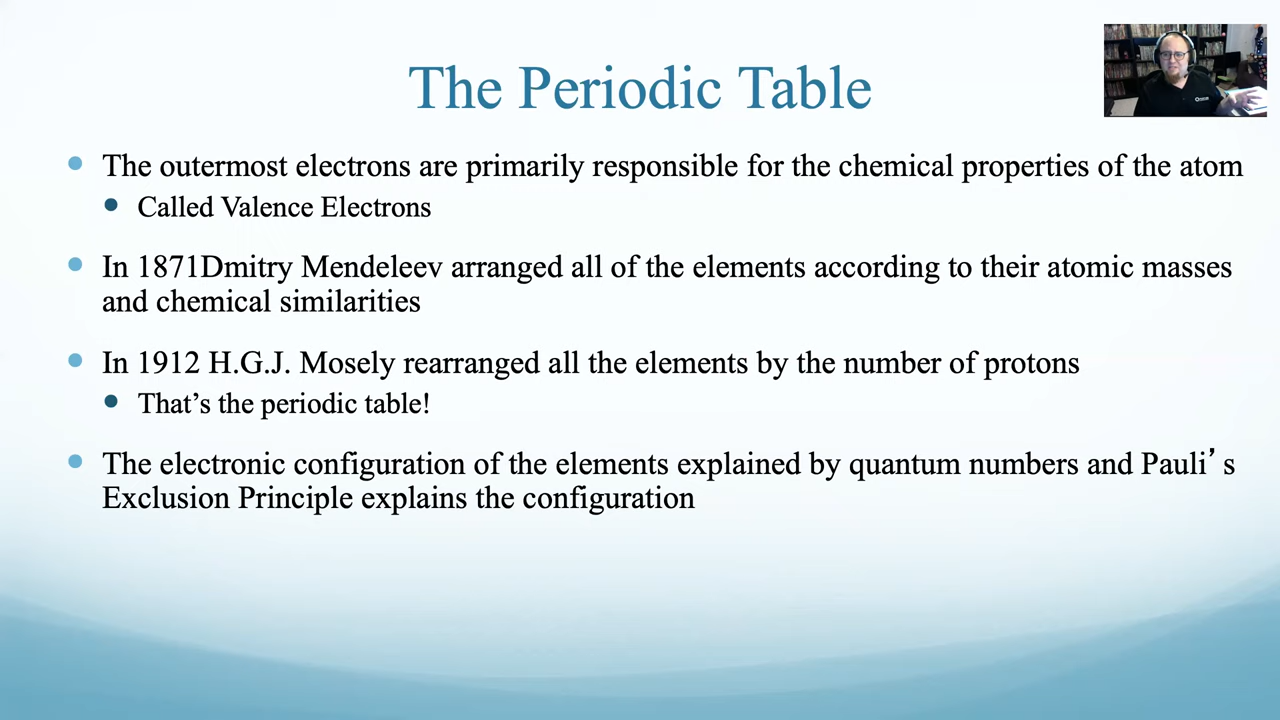 The Periodic Table
The outermost electrons are primarily responsible for the chemical properties of the atom
Called Valence Electrons
In 1871Dmitry Mendeleev arranged all of the elements according to their atomic masses
and chemical similarities
In 1912 H.G.J. Mosely rearranged all the elements by the number of protons
That’s the periodic table!
The electronic configuration of the elements explained by quantum numbers and Pauli’s
Exclusion Principle explains the configuration